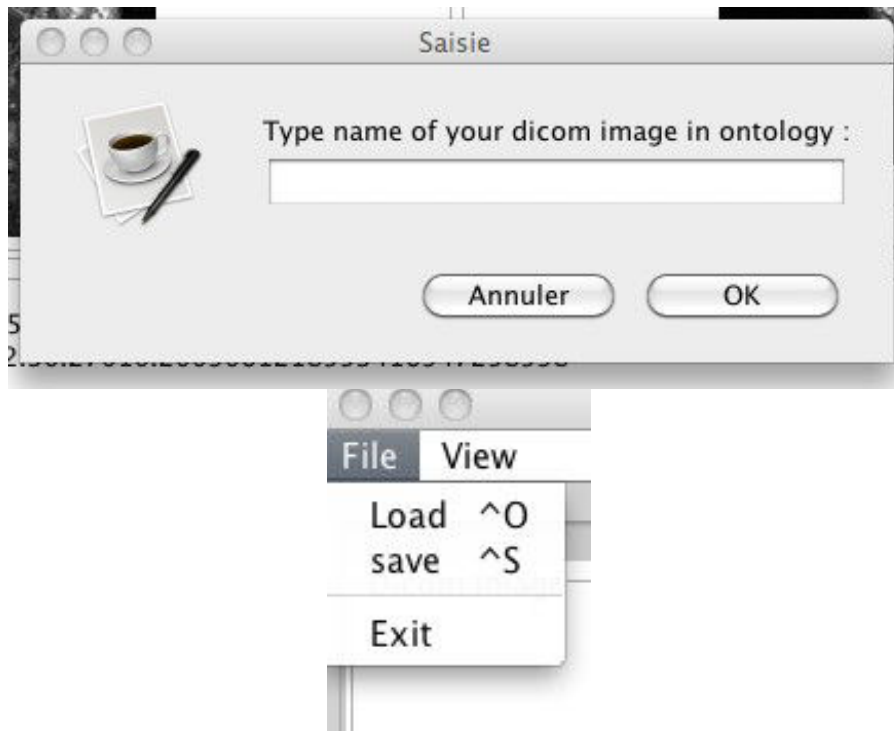 Saisie
Type name of your dicom image in ontology :
Annuler OK
File View
Load ^O
save ^S
Exit